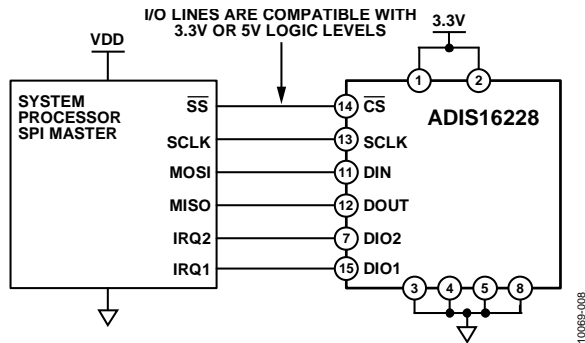 I/O LINES ARE COMPATIBLE WITH
3.3V OR 5V LOGIC LEVELS
3.3V
VDD
1 2
SYSTEM
PROCESSOR
SPI MASTER
ADIS16228
SS 14 CS
SCLK 13 SCLK
MOSI 11 DIN
MISO 12 DOUT
IRQ2 7 DIO2
IRQ1 15 DIO1
3 4 5 8
10069-008